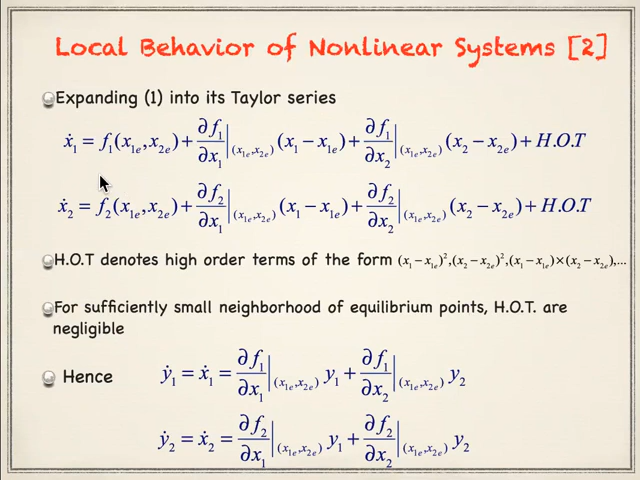 Local Behavior of Nonlinear Systems [2]
Expanding (1) into its Taylor series
ẋ₁ = f₁(x₁ₑ,x₂ₑ) + ∂f₁/∂x₁|(x₁ₑ,x₂ₑ) (x₁ − x₁ₑ) + ∂f₁/∂x₂|(x₁ₑ,x₂ₑ) (x₂ − x₂ₑ) + H.O.T
ẋ₂ = f₂(x₁ₑ,x₂ₑ) + ∂f₂/∂x₁|(x₁ₑ,x₂ₑ) (x₁ − x₁ₑ) + ∂f₂/∂x₂|(x₁ₑ,x₂ₑ) (x₂ − x₂ₑ) + H.O.T
H.O.T denotes high order terms of the form (x₁ − x₁ₑ)²,(x₂ − x₂ₑ)²,(x₁ − x₁ₑ)×(x₂ − x₂ₑ),...
For sufficiently small neighborhood of equilibrium points, H.O.T. are
negligible
Hence ẏ₁ = ẋ₁ = ∂f₁/∂x₁|(x₁ₑ,x₂ₑ) y₁ + ∂f₁/∂x₂|(x₁ₑ,x₂ₑ) y₂
ẏ₂ = ẋ₂ = ∂f₂/∂x₁|(x₁ₑ,x₂ₑ) y₁ + ∂f₂/∂x₂|(x₁ₑ,x₂ₑ) y₂